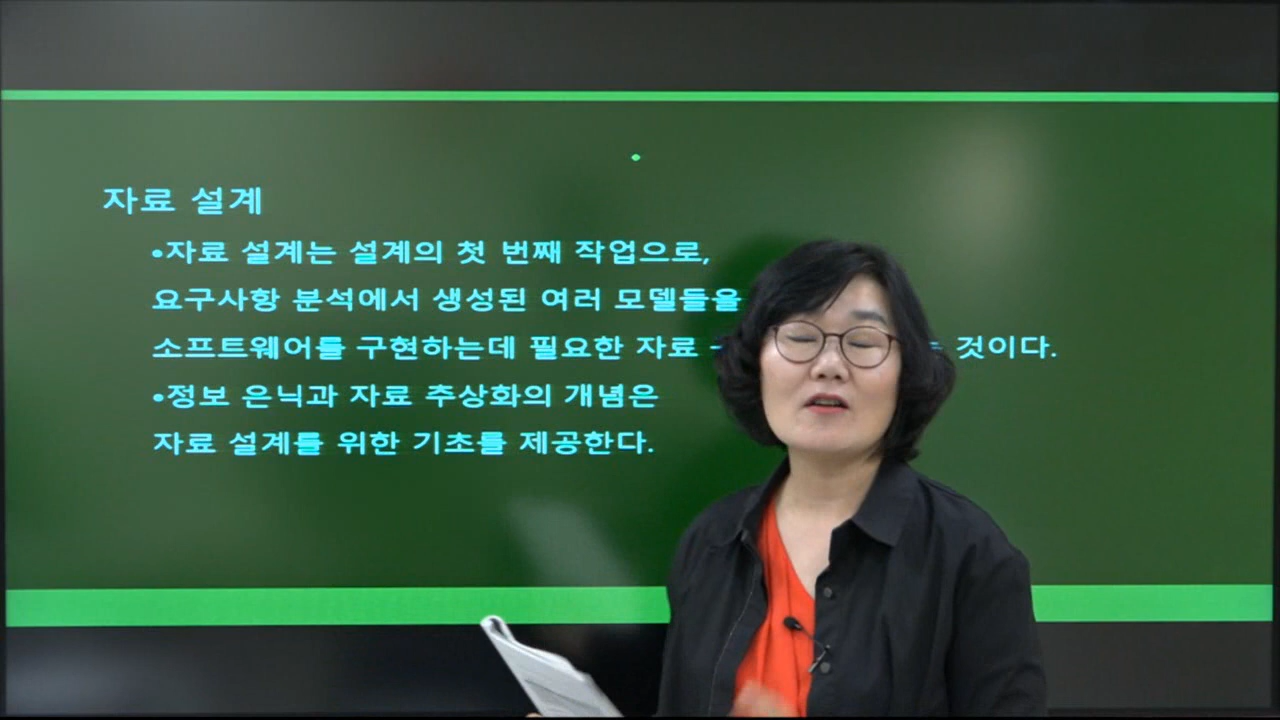 자료 설계
•자료 설계는 설계의 첫 번째 작업으로,
요구사항 분석에서 생성된 여러 모델들을
소프트웨어를 구현하는데 필요한 자료 것이다.
•정보 은닉과 자료 추상화의 개념은
자료 설계를 위한 기초를 제공한다.